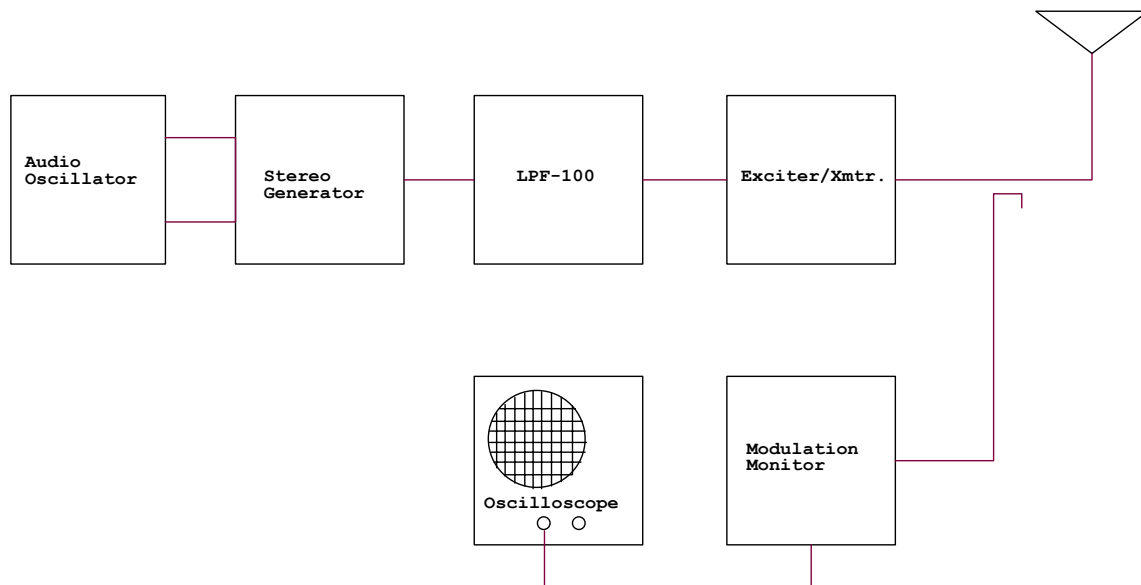 Audio
Oscillator
Stereo
Generator
LPF-100
Exciter/Xmtr.
Oscilloscope
Modulation
Monitor